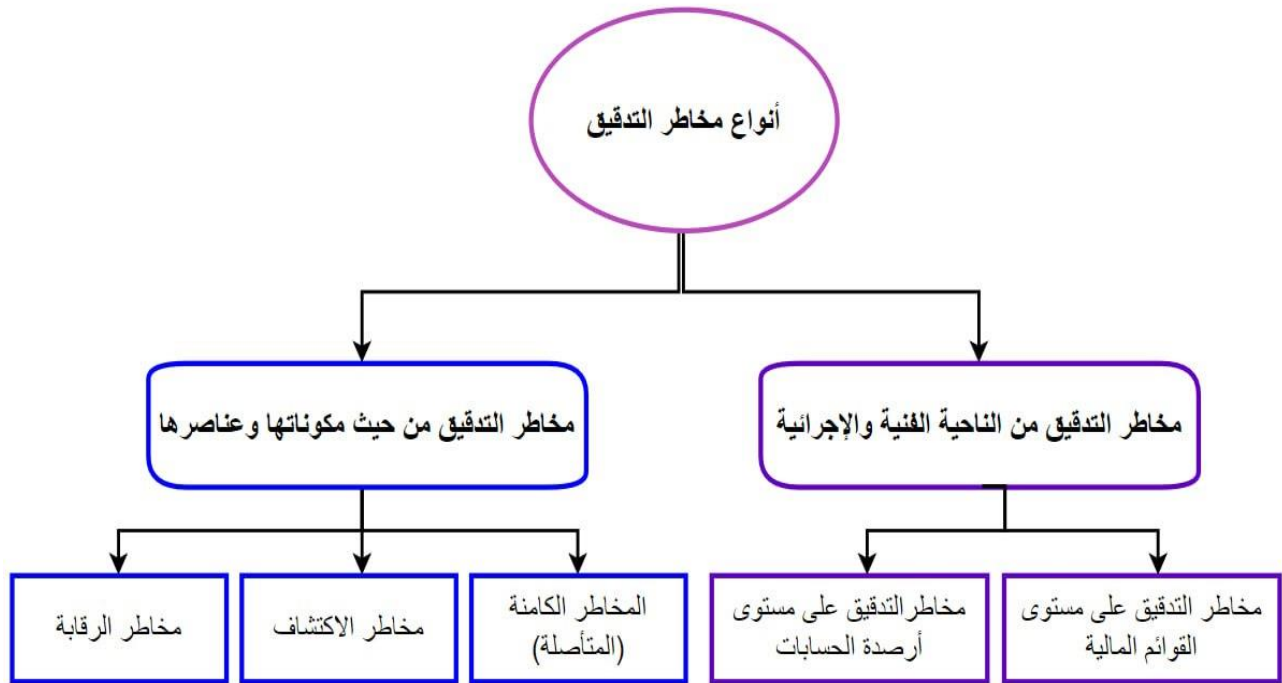 أنواع مخاطر التدقيق
مخاطر التدقيق من الناحية الفنية والإجرائية
مخاطر التدقيق من حيث مكوناتها وعناصرها
مخاطر التدقيق على مستوى
القوائم المالية
مخاطرالتدقيق على مستوى
أرصدة الحسابات
المخاطر الكامنة
(المتأصلة)
مخاطر الاكتشاف
مخاطر الرقابة